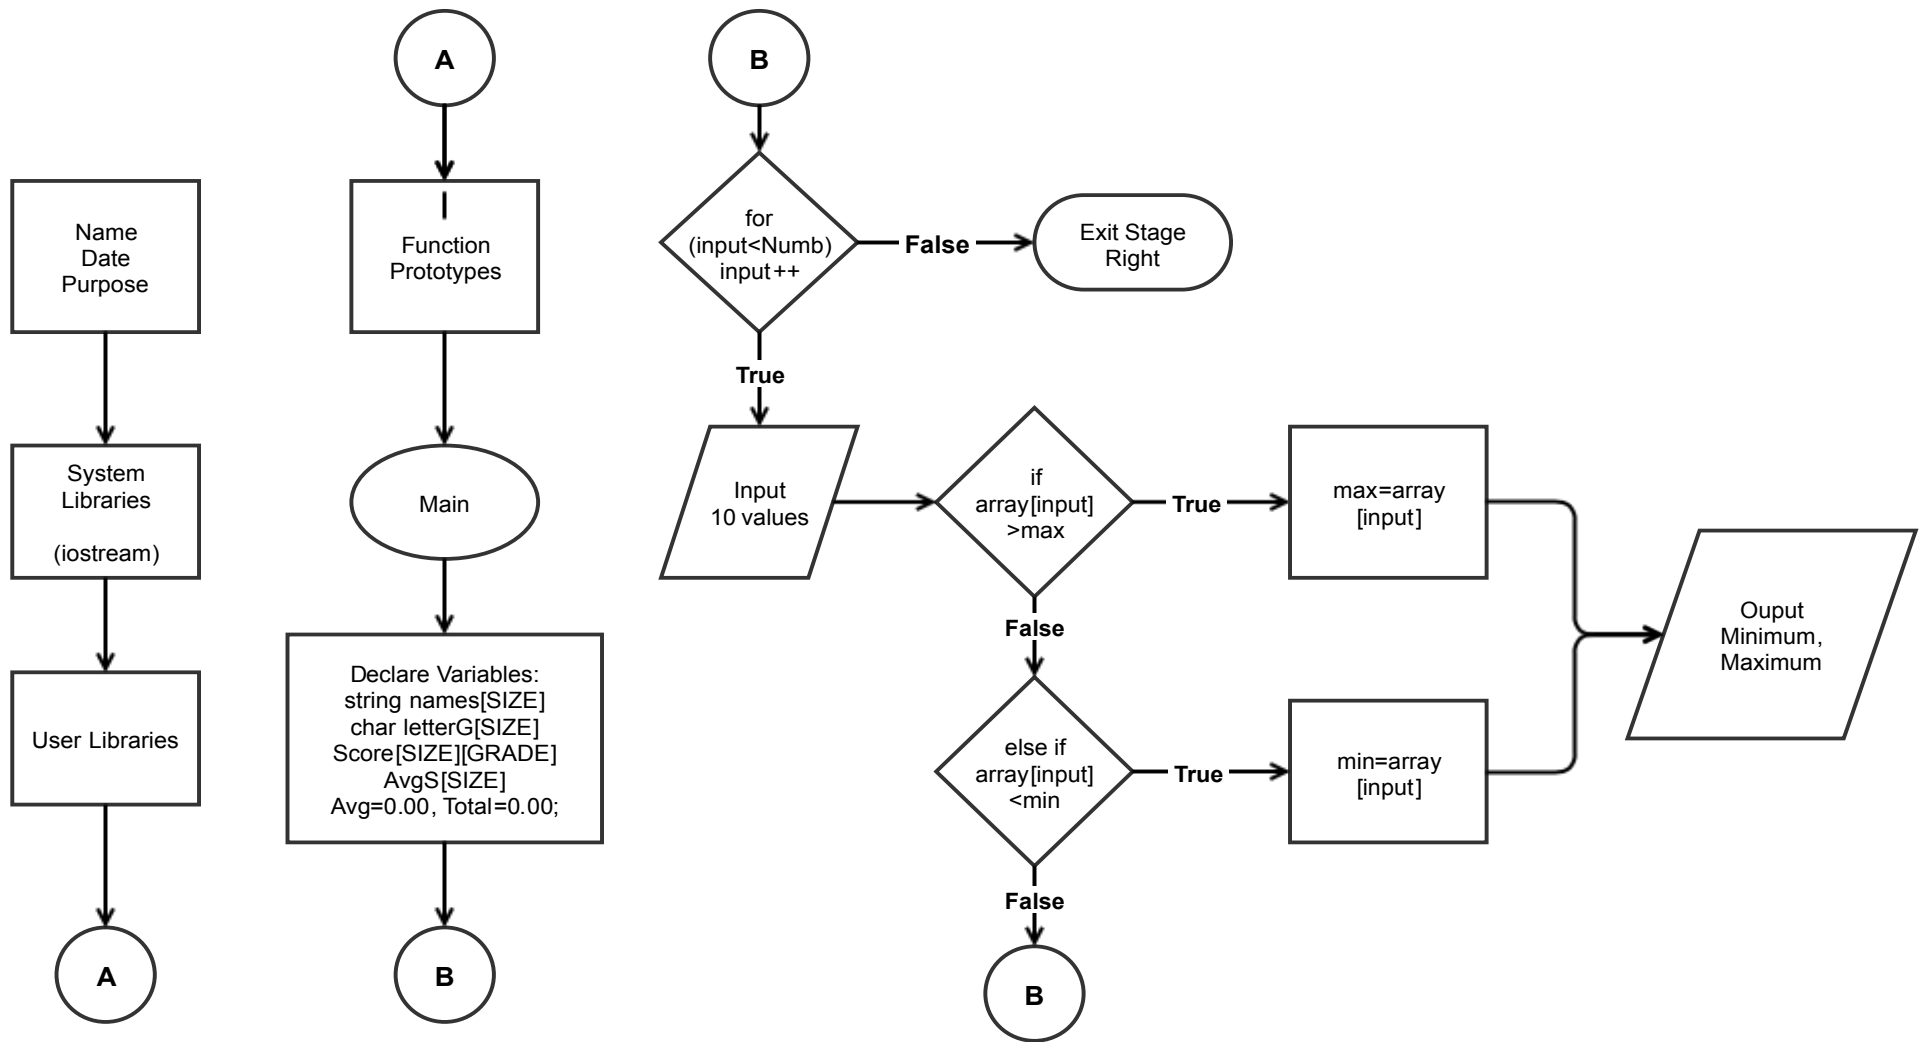 Name
Date
Purpose
System
Libraries
(iostream)
User Libraries
A
A
Function
Prototypes
Main
Declare Variables:
string names[SIZE]
char letterG[SIZE]
Score[SIZE][GRADE]
AvgS[SIZE]
Avg=0.00, Total=0.00;
B
B
for
(input<Numb)
input++
False
Exit Stage
Right
True
Input
10 values
if
array[input]
>max
True
max=array
[input]
False
else if
array[input]
<min
True
min=array
[input]
False
B
Ouput
Minimum,
Maximum